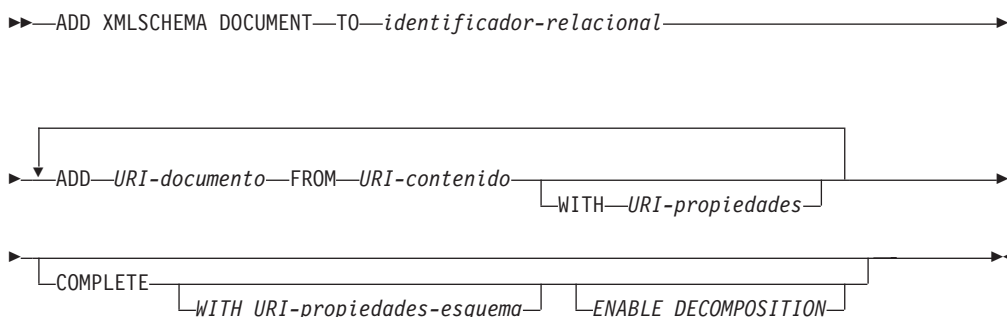 ADD XMLSCHEMA DOCUMENT TO identificador-relacional
ADD URI-documento FROM URI-contenido
WITH URI-propiedades
COMPLETE
WITH URI-propiedades-esquema ENABLE DECOMPOSITION